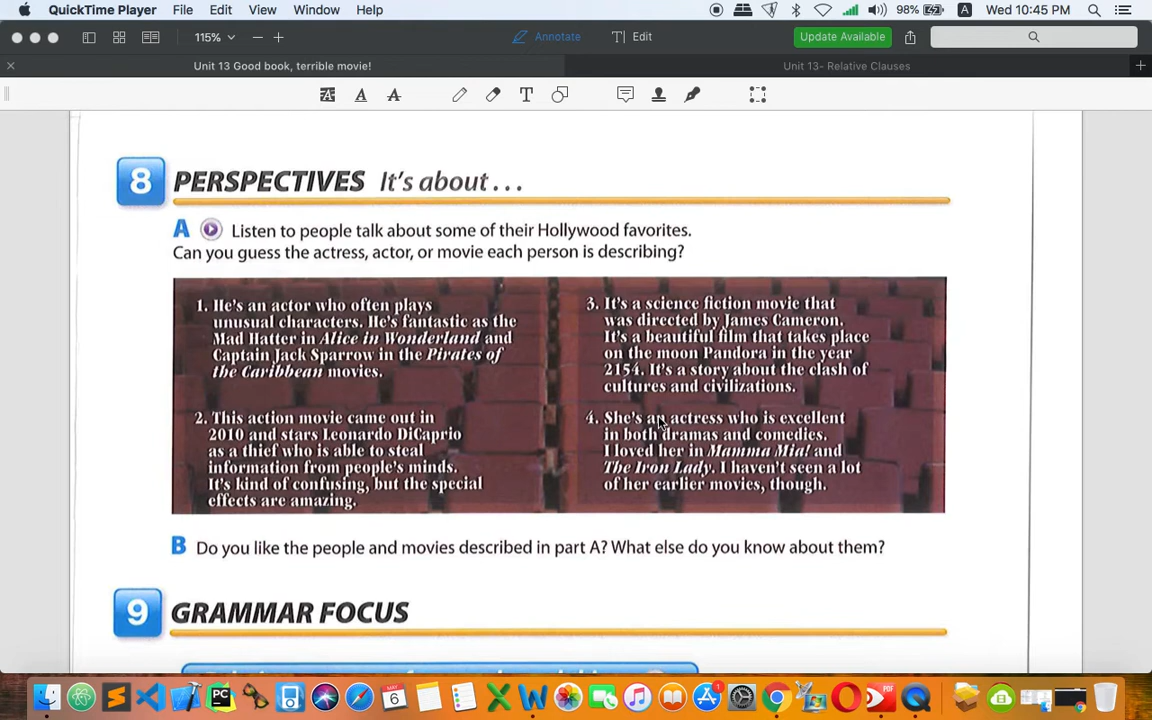 QuickTime Player File Edit View Window Help 98% A Wed 10:45 PM
115% Annotate Edit Update Available
Unit 13 Good book, terrible movie! Unit 13- Relative Clauses
8 PERSPECTIVES It's about . . .
A Listen to people talk about some of their Hollywood favorites.
Can you guess the actress, actor, or movie each person is describing?
1. He's an actor who often plays
unusual characters. He's fantastic as the
Mad Hatter in Alice in Wonderland and
Captain Jack Sparrow in the Pirates of
the Caribbean movies.
2. This action movie came out in
2010 and stars Leonardo DiCaprio
as a thief who is able to steal
information from people's minds.
It's kind of confusing, but the special
effects are amazing.
3. It's a science fiction movie that
was directed by James Cameron.
It's a beautiful film that takes place
on the moon Pandora in the year
2154. It's a story about the clash of
cultures and civilizations.
4. She's an actress who is excellent
in both dramas and comedies.
I loved her in Mamma Mia! and
The Iron Lady. I haven't seen a lot
of her earlier movies, though.
B Do you like the people and movies described in part A? What else do you know about them?
9 GRAMMAR FOCUS